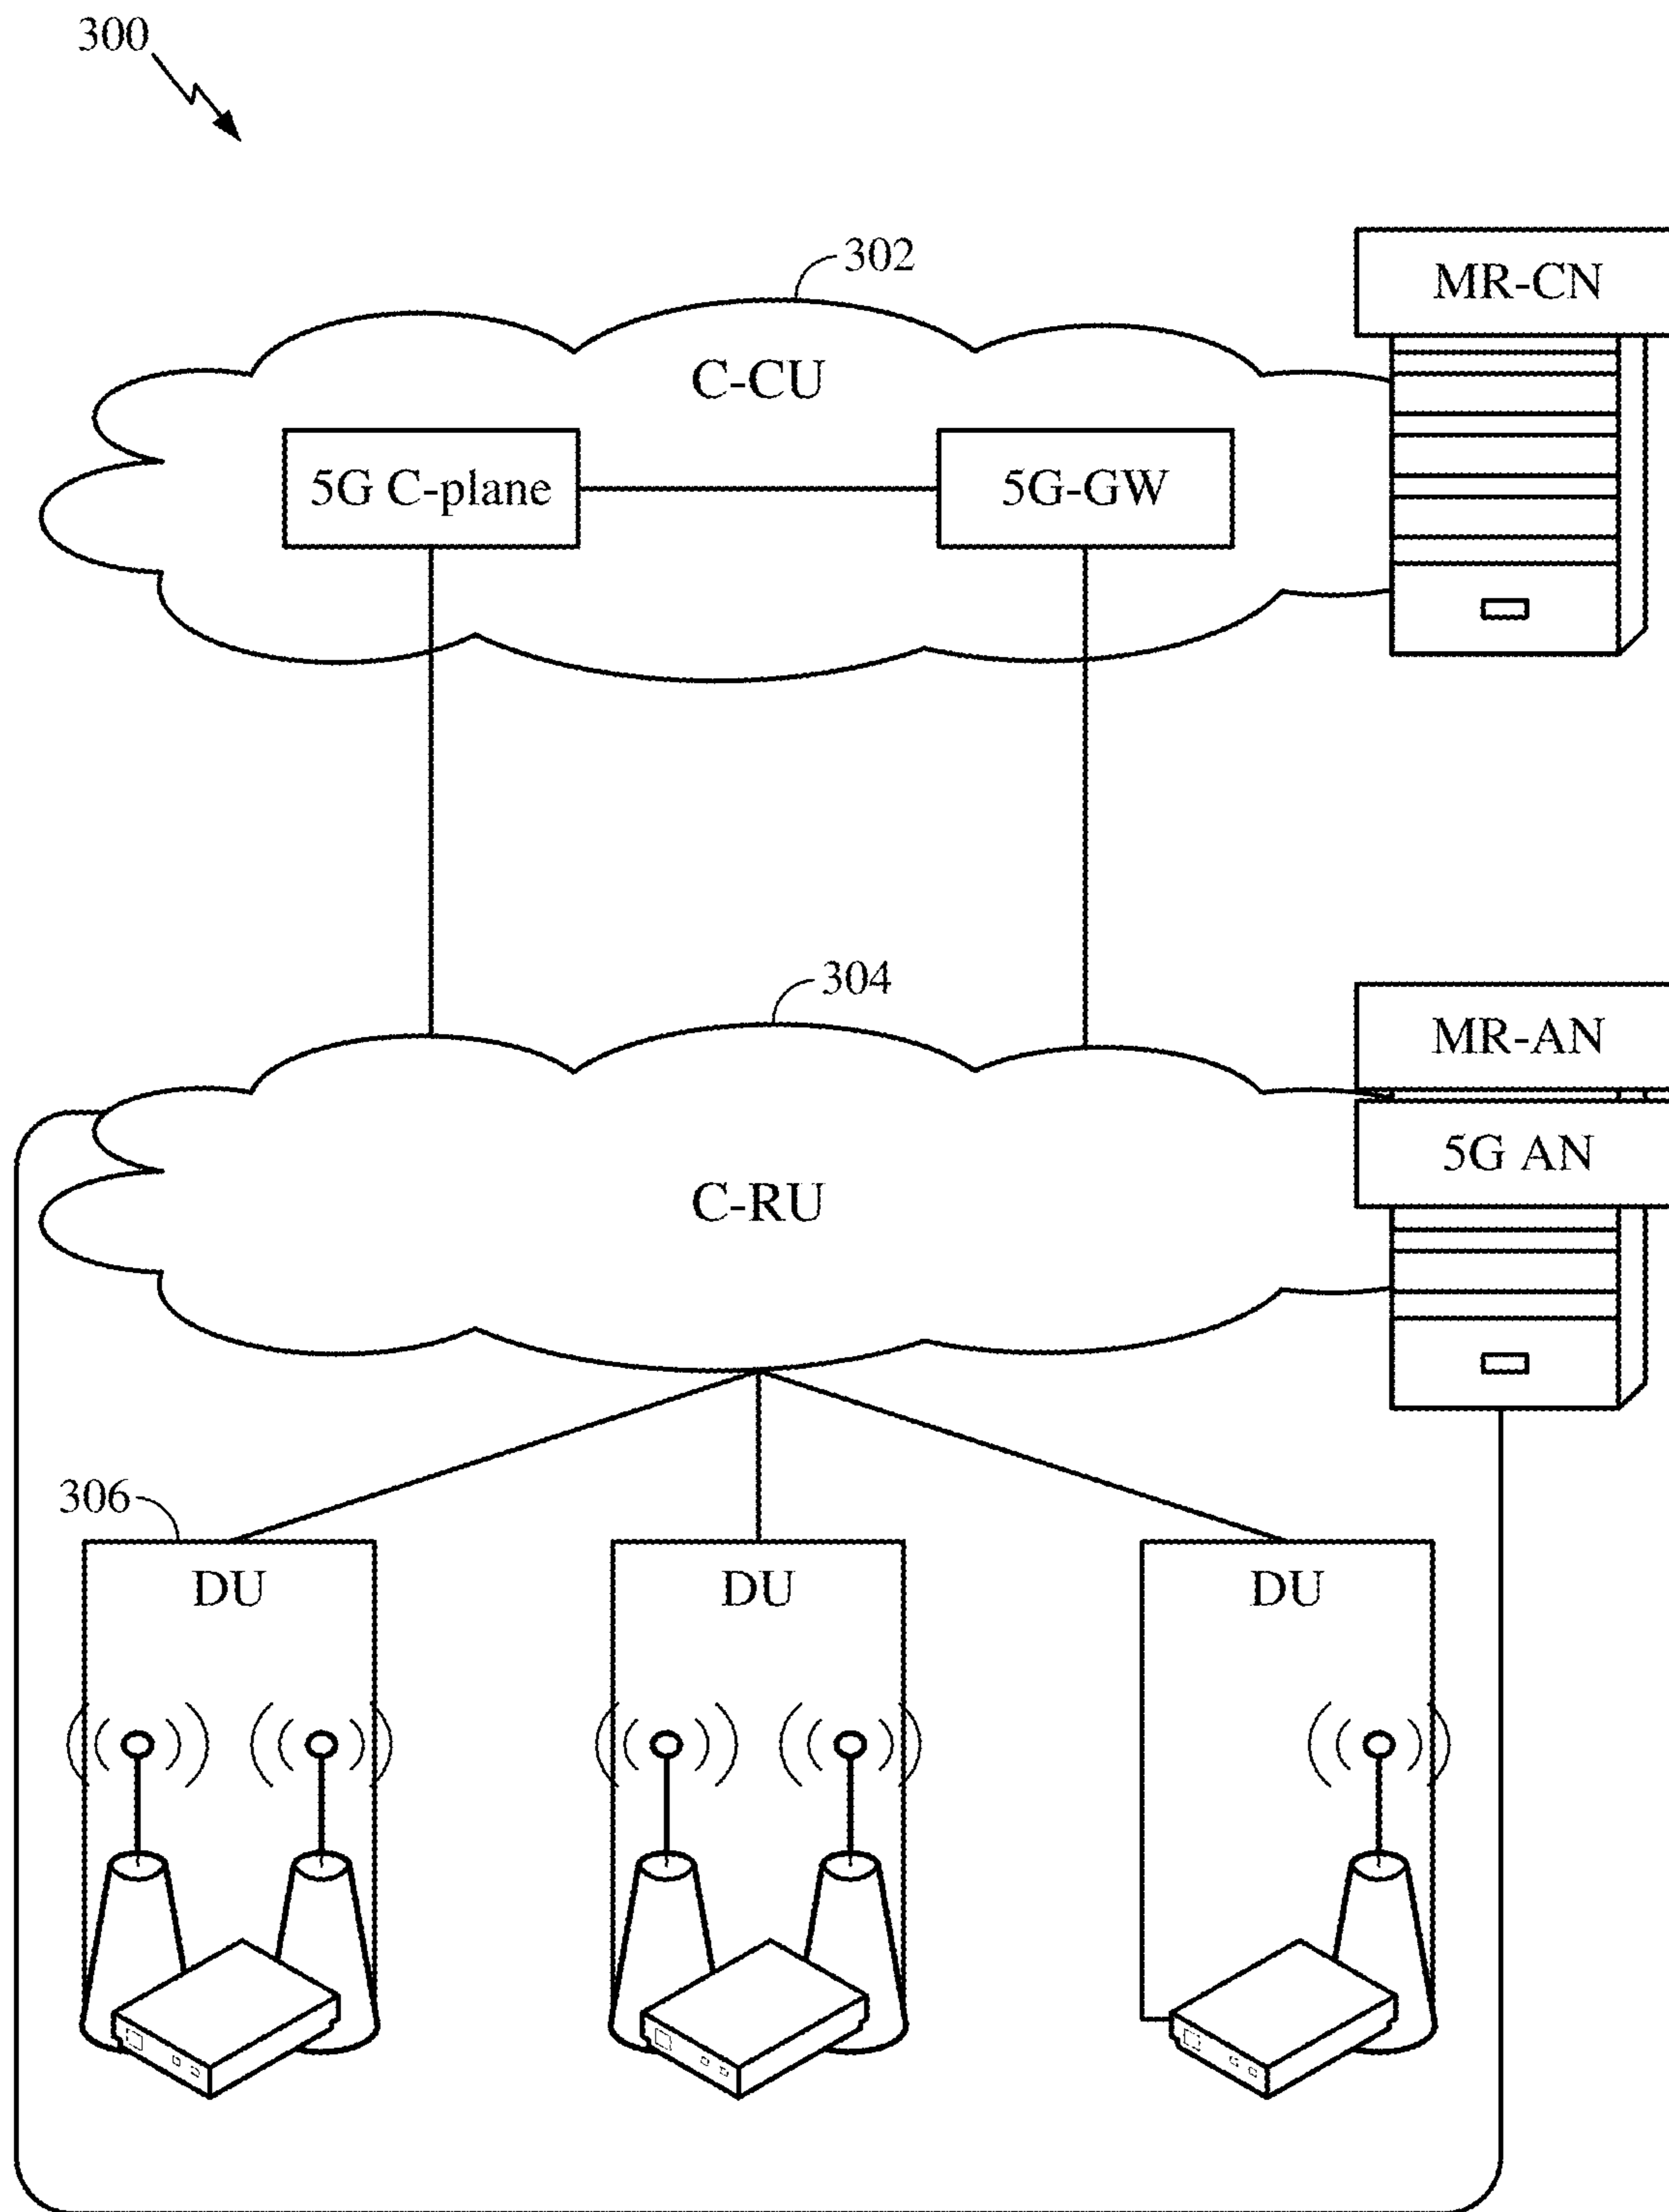 300
302
MR-CN
C-CU
5G C-plane
5G-GW
304
MR-AN
5G AN
C-RU
306
DU
DU
DU